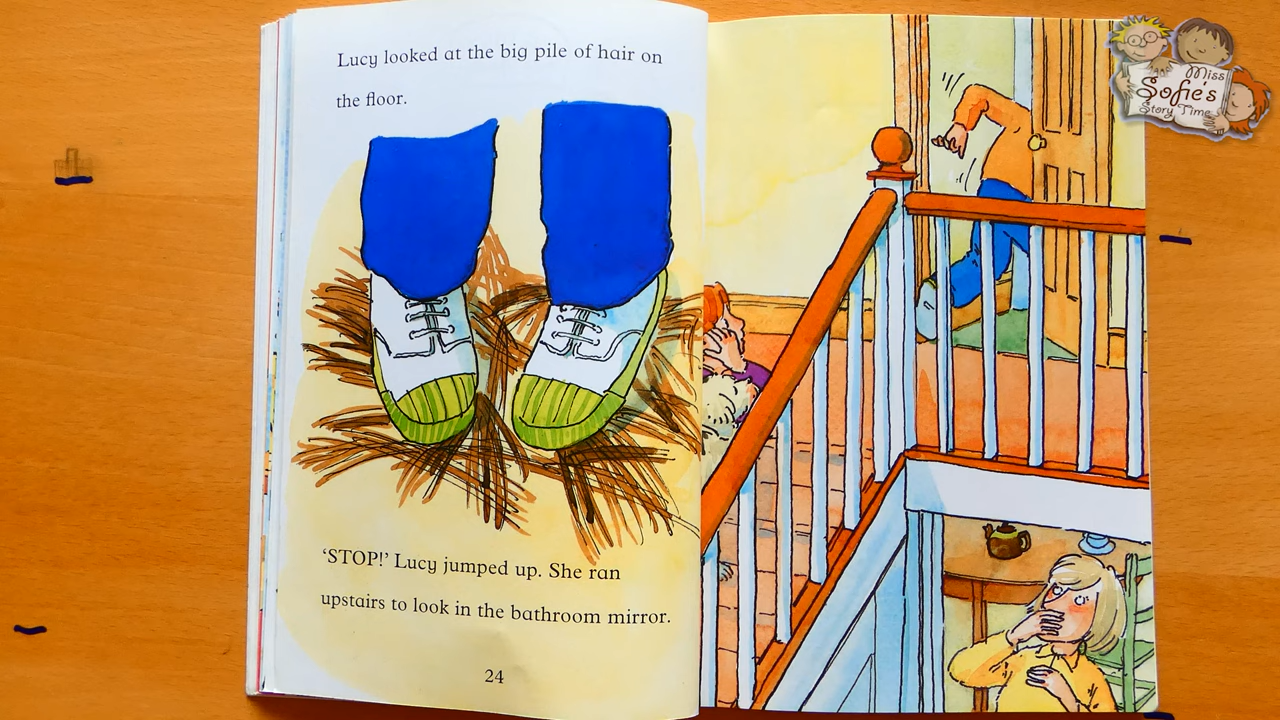 Lucy looked at the big pile of hair on
the floor.
‘STOP!’ Lucy jumped up. She ran
upstairs to look in the bathroom mirror.
24
Miss
Sofie's
Story Time